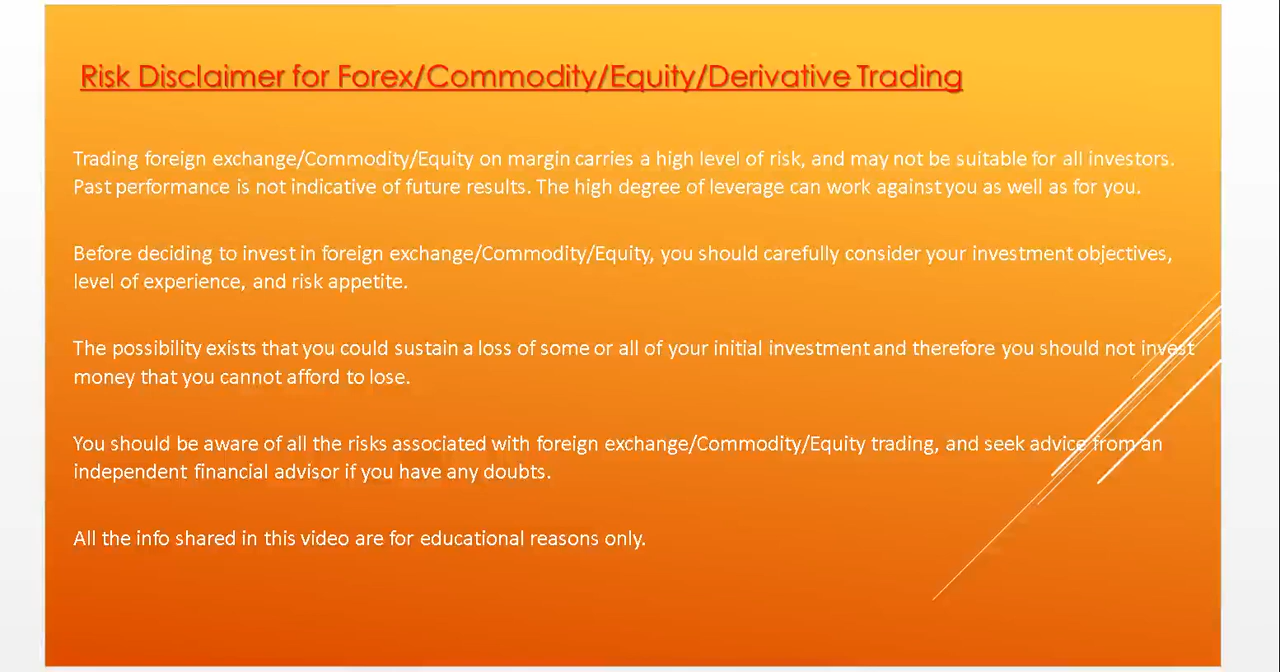 Risk Disclaimer for Forex/Commodity/Equity/Derivative Trading
Trading foreign exchange/Commodity/Equity on margin carries a high level of risk, and may not be suitable for all investors.
Past performance is not indicative of future results. The high degree of leverage can work against you as well as for you.
Before deciding to invest in foreign exchange/Commodity/Equity, you should carefully consider your investment objectives,
level of experience, and risk appetite.
The possibility exists that you could sustain a loss of some or all of your initial investment and therefore you should not invest
money that you cannot afford to lose.
You should be aware of all the risks associated with foreign exchange/Commodity/Equity trading, and seek advice from an
independent financial advisor if you have any doubts.
All the info shared in this video are for educational reasons only.